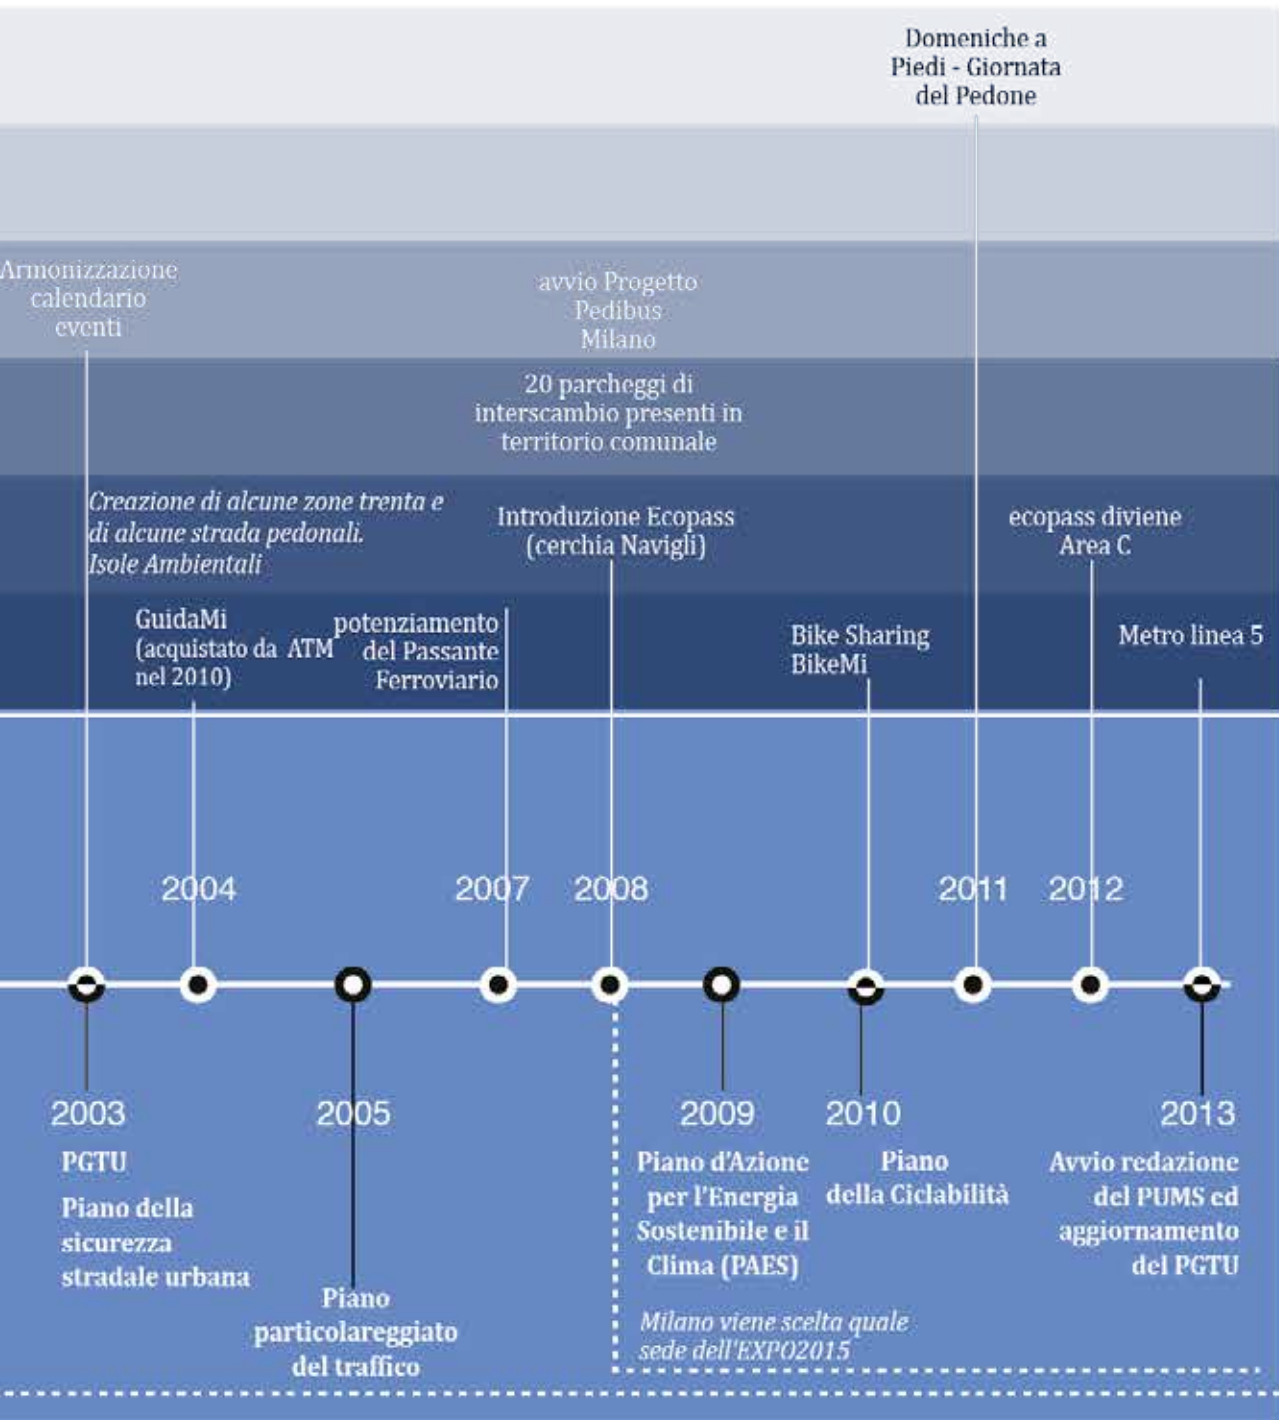 Domeniche a
Piedi - Giornata
del Pedone
Armonizzazione
calendario
eventi
avvio Progetto
Pedibus
Milano
20 parcheggi di
interscambio presenti in
territorio comunale
Creazione di alcune zone trenta e
di alcune strada pedonali.
Isole Ambientali
Introduzione Ecopass
(cerchia Navigli)
ecopass diviene
Area C
GuidaMi
(acquistato da ATM
nel 2010)
potenziamento
del Passante
Ferroviario
Bike Sharing
BikeMi
Metro linea 5
2004
2007
2008
2011
2012
2003
PGTU
Piano della
sicurezza
stradale urbana
2005
Piano
particolareggiato
del traffico
2009
Piano d'Azione
per l'Energia
Sostenibile e il
Clima (PAES)
2010
Piano
della Ciclabilità
2013
Avvio redazione
del PUMS ed
aggiornamento
del PGTU
Milano viene scelta quale
sede dell'EXPO2015